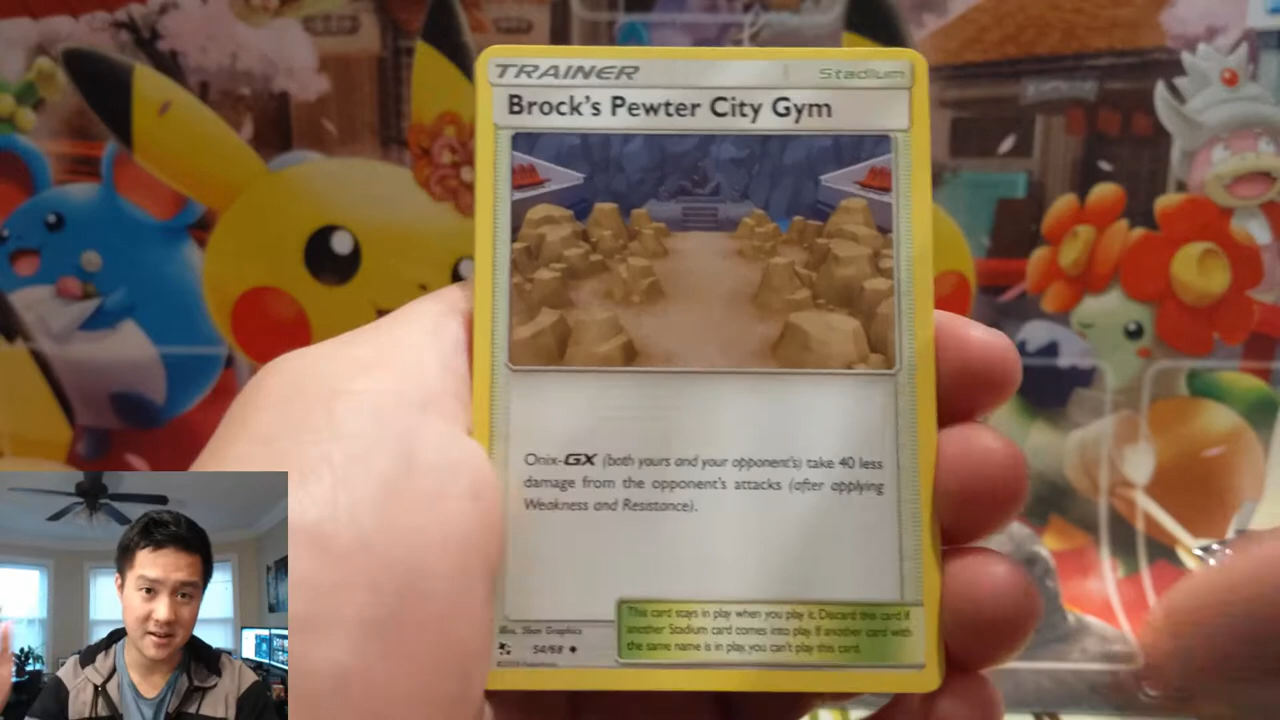 TRAINER Stadium
Brock's Pewter City Gym
Onix-GX (both yours and your opponent's) take 40 less
damage from the opponent's attacks (after applying
Weakness and Resistance).
This card stays in play when you play it. Discard this card if
another Stadium card comes into play. If another card with
the same name is in play, you can't play this card.
Illus. 5ban Graphics
54/68